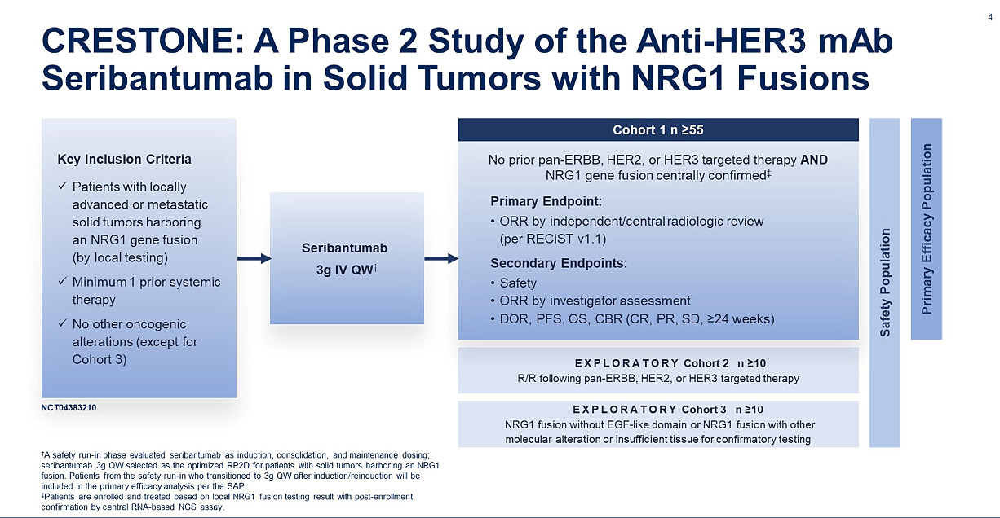 4
CRESTONE: A Phase 2 Study of the Anti-HER3 mAb
Seribantumab in Solid Tumors with NRG1 Fusions
Key Inclusion Criteria
✓ Patients with locally
advanced or metastatic
solid tumors harboring
an NRG1 gene fusion
(by local testing)
✓ Minimum 1 prior systemic
therapy
✓ No other oncogenic
alterations (except for
Cohort 3)
NCT04383210
Seribantumab
3g IV QW†
Cohort 1 n ≥55
No prior pan-ERBB, HER2, or HER3 targeted therapy AND
NRG1 gene fusion centrally confirmed‡
Primary Endpoint:
• ORR by independent/central radiologic review
(per RECIST v1.1)
Secondary Endpoints:
• Safety
• ORR by investigator assessment
• DOR, PFS, OS, CBR (CR, PR, SD, ≥24 weeks)
EXPLORATORY Cohort 2 n ≥10
R/R following pan-ERBB, HER2, or HER3 targeted therapy
EXPLORATORY Cohort 3 n ≥10
NRG1 fusion without EGF-like domain or NRG1 fusion with other
molecular alteration or insufficient tissue for confirmatory testing
Safety Population
Primary Efficacy Population
†A safety run-in phase evaluated seribantumab as induction, consolidation, and maintenance dosing;
seribantumab 3g QW selected as the optimized RP2D for patients with solid tumors harboring an NRG1
fusion. Patients from the safety run-in who transitioned to 3g QW after induction/reinduction will be
included in the primary efficacy analysis per the SAP;
‡Patients are enrolled and treated based on local NRG1 fusion testing result with post-enrollment
confirmation by central RNA-based NGS assay.